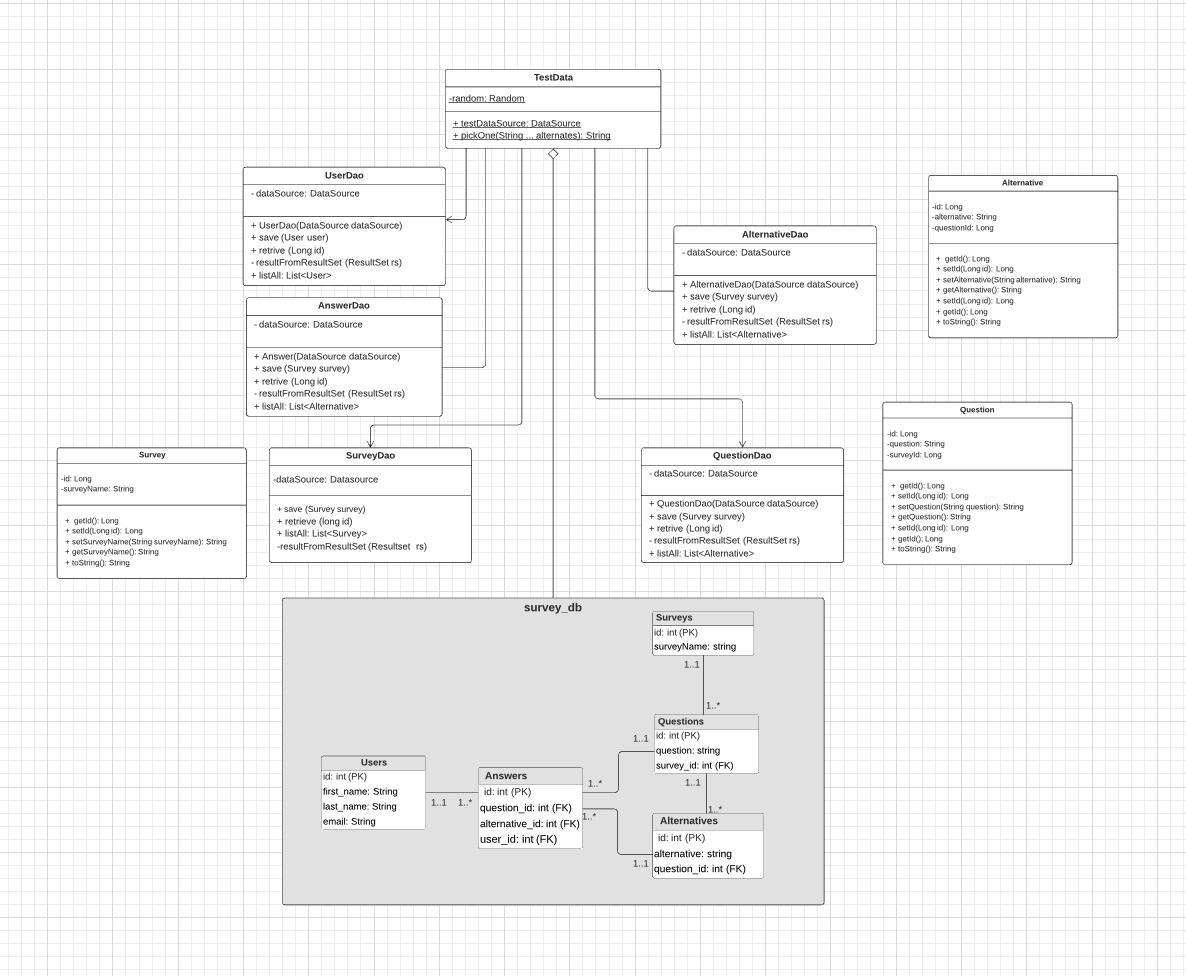 TestData
-random: Random
+ testDataSource: DataSource
+ pickOne(String ... alternates): String
UserDao
- dataSource: DataSource
+ UserDao(DataSource dataSource)
+ save (User user)
+ retrive (Long id)
- resultFromResultSet (ResultSet rs)
+ listAll: List<User>
Alternative
-id: Long
-alternative: String
-questionId: Long
+ getId(): Long
+ setId(Long id): Long
+ setAlternative(String alternative): String
+ getAlternative(): String
+ setId(Long id): Long
+ getId(); Long
+ toString(): String
AlternativeDao
- dataSource: DataSource
+ AlternativeDao(DataSource dataSource)
+ save (Survey survey)
+ retrive (Long id)
- resultFromResultSet (ResultSet rs)
+ listAll: List<Alternative>
AnswerDao
- dataSource: DataSource
+ Answer(DataSource dataSource)
+ save (Survey survey)
+ retrive (Long id)
- resultFromResultSet (ResultSet rs)
+ listAll: List<Alternative>
Question
-id: Long
-question: String
-surveyId: Long
+ getId(): Long
+ setId(Long id): Long
+ setQuestion(String question): String
+ getQuestion(): String
+ setId(Long id): Long
+ getId(); Long
+ toString(): String
Survey
-id: Long
-surveyName: String
+ getId(): Long
+ setId(Long id): Long
+ setSurveyName(String surveyName): String
+ getSurveyName(): String
+ toString(): String
SurveyDao
-dataSource: Datasource
+ save (Survey survey)
+ retrieve (long id)
+ listAll: List<Survey>
-resultFromResultSet (Resultset rs)
QuestionDao
- dataSource: DataSource
+ QuestionDao(DataSource dataSource)
+ save (Survey survey)
+ retrive (Long id)
- resultFromResultSet (ResultSet rs)
+ listAll: List<Alternative>
survey_db
Surveys
id: int (PK)
surveyName: string
1..1
1..*
Questions
id: int (PK)
question: string
survey_id: int (FK)
1..1
1..*
1..1
1..*
Users
id: int (PK)
first_name: String
last_name: String
email: String
1..1
1..*
Answers
id: int (PK)
question_id: int (FK)
alternative_id: int (FK)
user_id: int (FK)
1..*
1..1
Alternatives
id: int (PK)
alternative: string
question_id: int (FK)